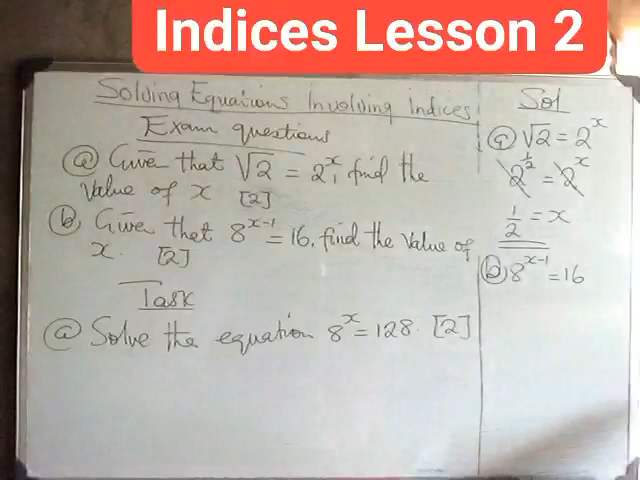 Indices Lesson 2
Solving Equations Involving Indices
Exam questions
(a) Given that √2 = 2^x, find the
value of x [2]
(b) Given that 8^(x-1) = 16, find the value of
x. [2]
Task
(a) Solve the equation 8^x = 128. [2]
Sol
(a) √2 = 2^x
2^(1/2) = 2^x
1/2 = x
(b) 8^(x-1) = 16